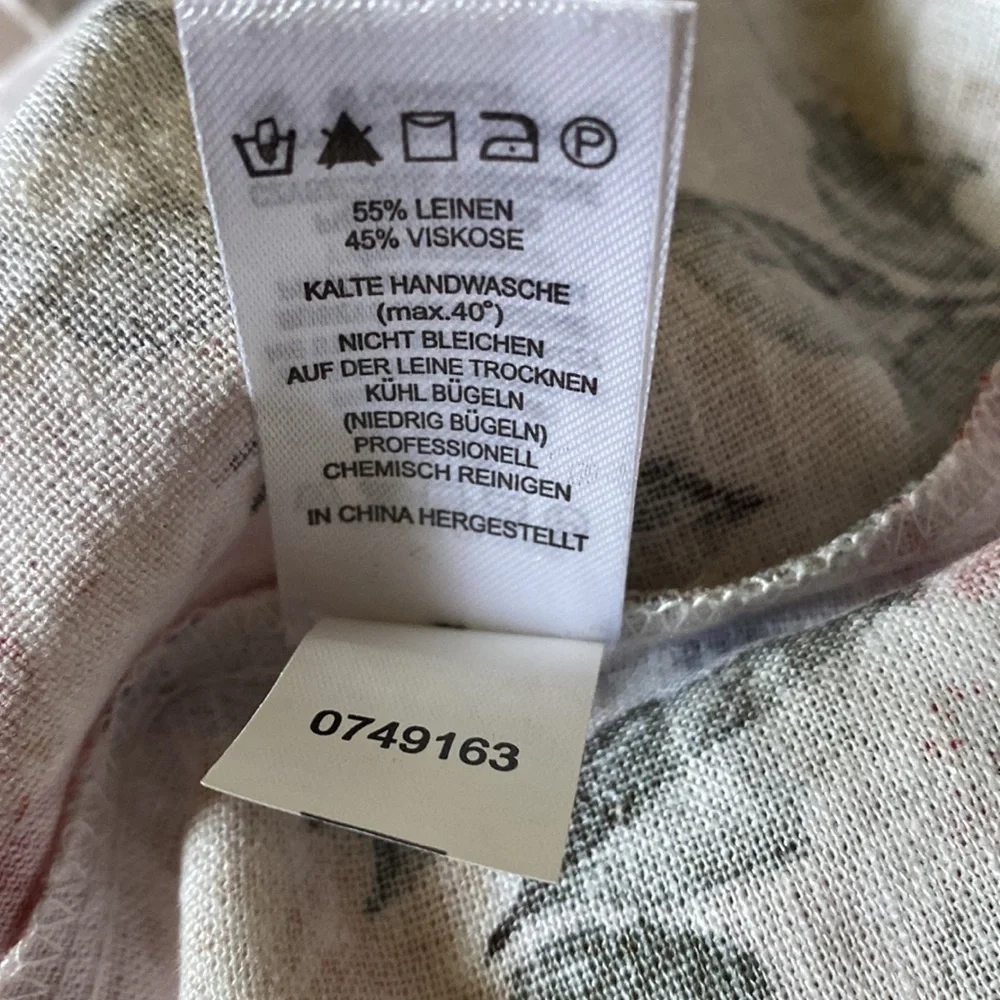 P
55% LEINEN
45% VISKOSE
KALTE HANDWASCHE
(max.40°)
NICHT BLEICHEN
AUF DER LEINE TROCKNEN
KÜHL BÜGELN
(NIEDRIG BÜGELN)
PROFESSIONELL
CHEMISCH REINIGEN
IN CHINA HERGESTELLT
0749163